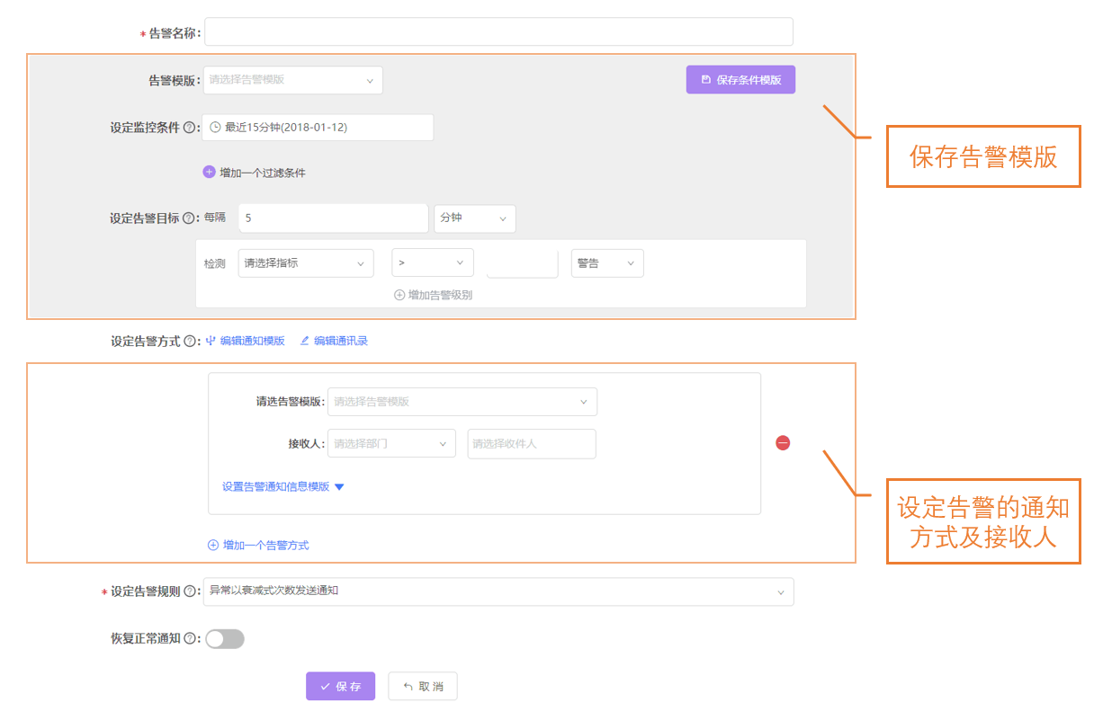 * 告警名称:
告警模版: 请选择告警模版 保存条件模版
设定监控条件 ? : 最近15分钟(2018-01-12)
保存告警模版
增加一个过滤条件
设定告警目标 ? : 每隔 5 分钟
检测 请选择指标 > 警告
增加告警级别
设定告警方式 ? : 编辑通知模版 编辑通讯录
请选告警模版: 请选择告警模版
接收人: 请选择部门 请选择收件人
设置告警通知信息模版
设定告警的通知
方式及接收人
增加一个告警方式
* 设定告警规则 ? : 异常以衰减式次数发送通知
恢复正常通知 ? :
保存 取消